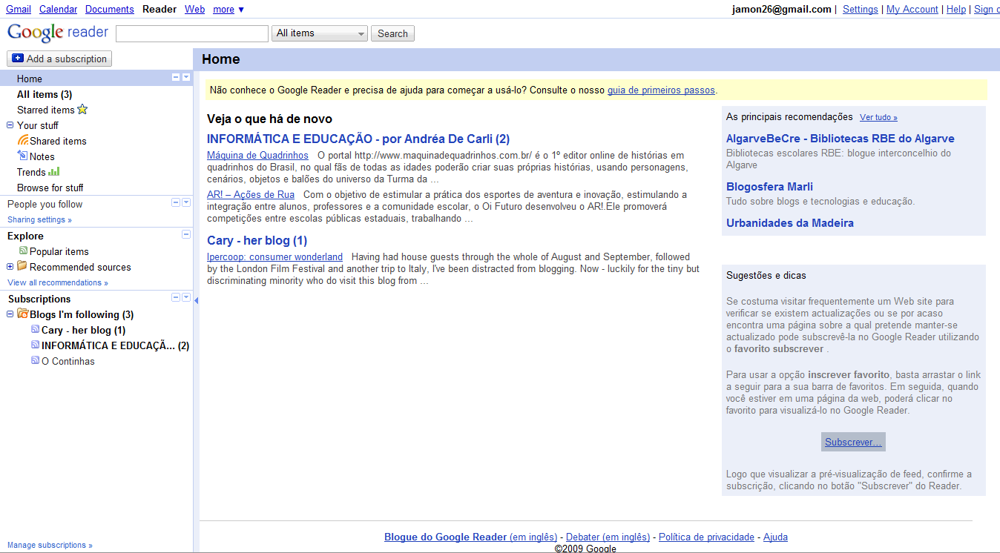 Gmail Calendar Documents Reader Web more ▼
jamon26@gmail.com | Settings | My Account | Help | Sign o
Google reader
All items
Search
Add a subscription
Home
All items (3)
Starred items
Your stuff
Shared items
Notes
Trends
Browse for stuff
People you follow
Sharing settings »
Explore
Popular items
Recommended sources
View all recommendations »
Subscriptions
Blogs I'm following (3)
Cary - her blog (1)
INFORMÁTICA E EDUCAÇÃ... (2)
O Continhas
Manage subscriptions »
Home
Não conhece o Google Reader e precisa de ajuda para começar a usá-lo? Consulte o nosso guia de primeiros passos.
Veja o que há de novo
INFORMÁTICA E EDUCAÇÃO - por Andréa De Carli (2)
Máquina de Quadrinhos O portal http://www.maquinadequadrinhos.com.br/ é o 1º editor online de histórias em
quadrinhos do Brasil, no qual fãs de todas as idades poderão criar suas próprias histórias, usando personagens,
cenários, objetos e balões do universo da Turma da ...
AR! – Ações de Rua Com o objetivo de estimular a prática dos esportes de aventura e inovação, estimulando a
integração entre alunos, professores e a comunidade escolar, o Oi Futuro desenvolveu o AR!.Ele promoverá
competições entre escolas públicas estaduais, trabalhando ...
Cary - her blog (1)
Ipercoop: consumer wonderland Having had house guests through the whole of August and September, followed
by the London Film Festival and another trip to Italy, I've been distracted from blogging. Now - luckily for the tiny but
discriminating minority who do visit this blog from ...
As principais recomendações Ver tudo »
AlgarveBeCre - Bibliotecas RBE do Algarve
Bibliotecas escolares RBE: blogue interconcelhio do
Algarve
Blogosfera Marli
Tudo sobre blogs e tecnologias e educação.
Urbanidades da Madeira
Sugestões e dicas
Se costuma visitar frequentemente um Web site para
verificar se existem actualizações ou se por acaso
encontra uma página sobre a qual pretende manter-se
actualizado pode subscrevê-la no Google Reader utilizando
o favorito subscrever .
Para usar a opção inscrever favorito, basta arrastar o link
a seguir para a sua barra de favoritos. Em seguida, quando
você estiver em uma página da web, poderá clicar no
favorito para visualizá-lo no Google Reader.
Subscrever...
Logo que visualizar a pré-visualização de feed, confirme a
subscrição, clicando no botão "Subscrever" do Reader.
Blogue do Google Reader (em inglês) - Debater (em inglês) - Política de privacidade - Ajuda
©2009 Google